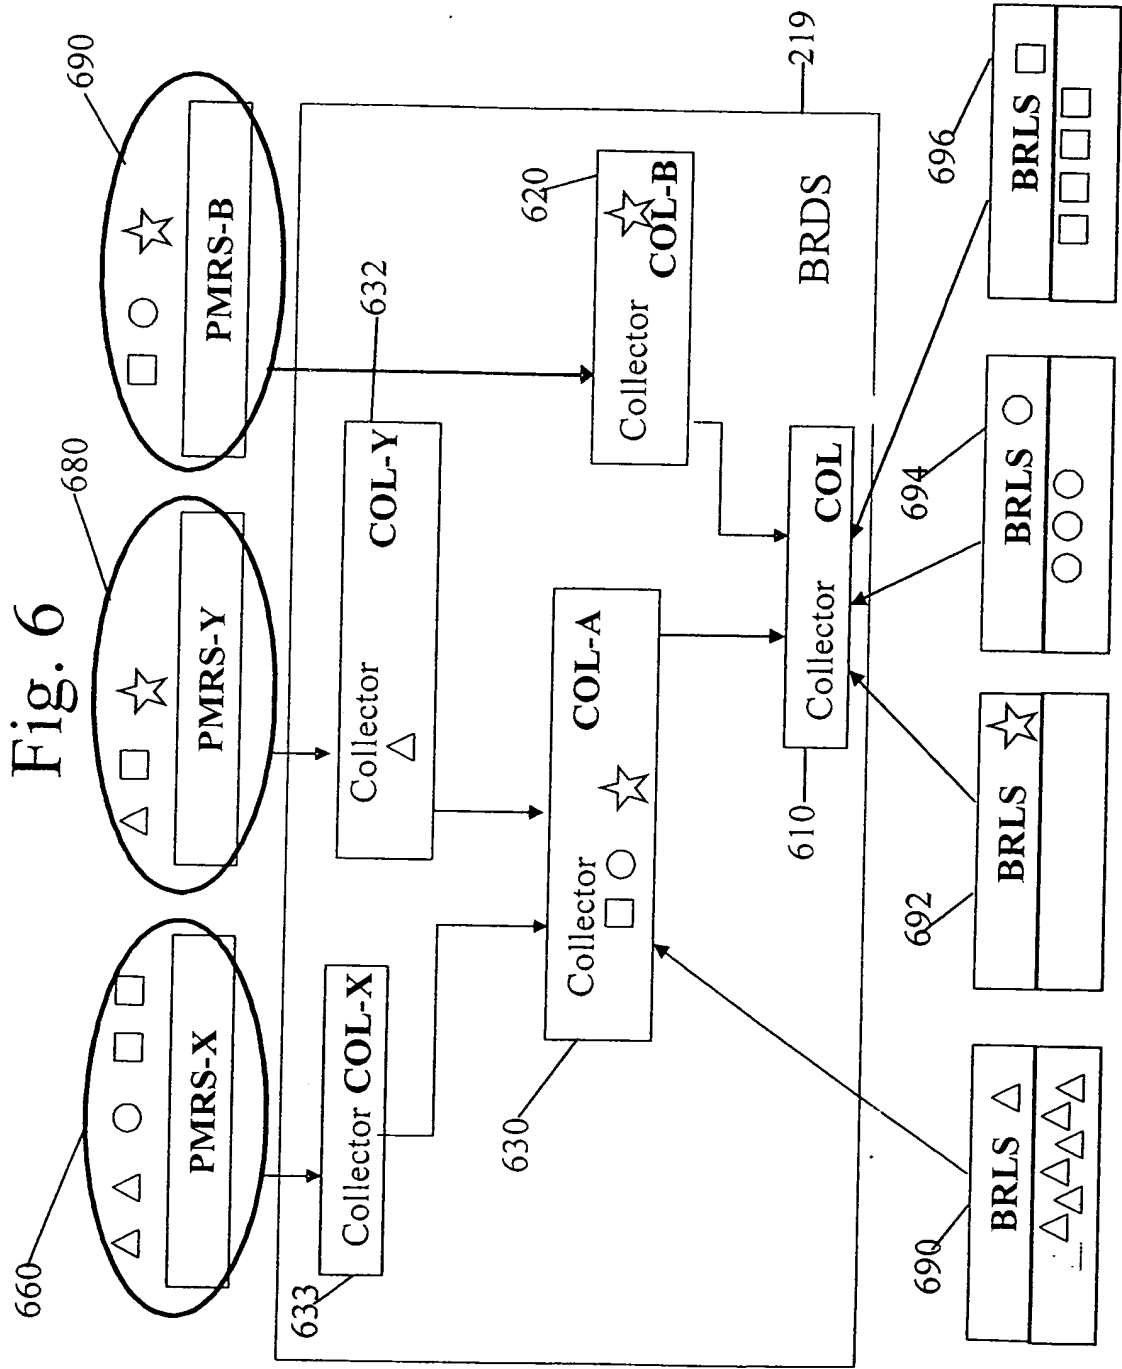 Fig. 6
660
680
690
PMRS-X
PMRS-Y
PMRS-B
633
Collector COL-X
632
Collector COL-Y
630
Collector
COL-A
620
Collector COL-B
610
Collector COL
BRDS
219
690
BRLS
692
BRLS
694
BRLS
696
BRLS